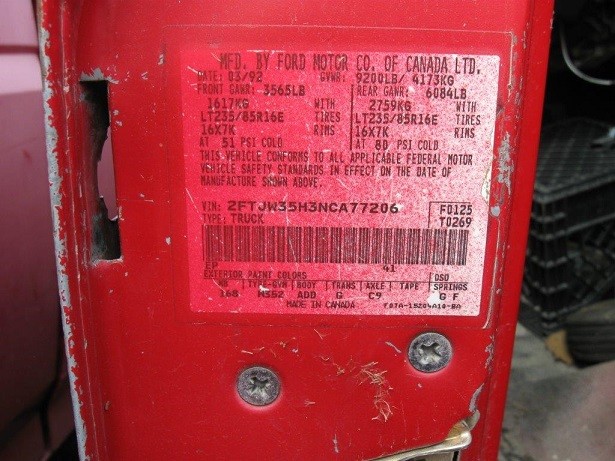 MFD. BY FORD MOTOR CO. OF CANADA LTD.
DATE: 03/92 GVWR: 9200LB/ 4173KG
FRONT GAWR: 3565LB REAR GAWR: 6084LB
1617KG WITH 2759KG WITH
LT235/85R16E TIRES LT235/85R16E TIRES
16X7K RIMS 16X7K RIMS
AT 51 PSI COLD AT 80 PSI COLD
THIS VEHICLE CONFORMS TO ALL APPLICABLE FEDERAL MOTOR
VEHICLE SAFETY STANDARDS IN EFFECT ON THE DATE OF
MANUFACTURE SHOWN ABOVE.
VIN: 2FTJW35H3NCA77206 F0125
TYPE: TRUCK T0269
EP 41
EXTERIOR PAINT COLORS DSO
WB TYPE-GVW BODY TRANS AXLE TAPE SPRINGS
168 M352 ADD G C9 G F
MADE IN CANADA